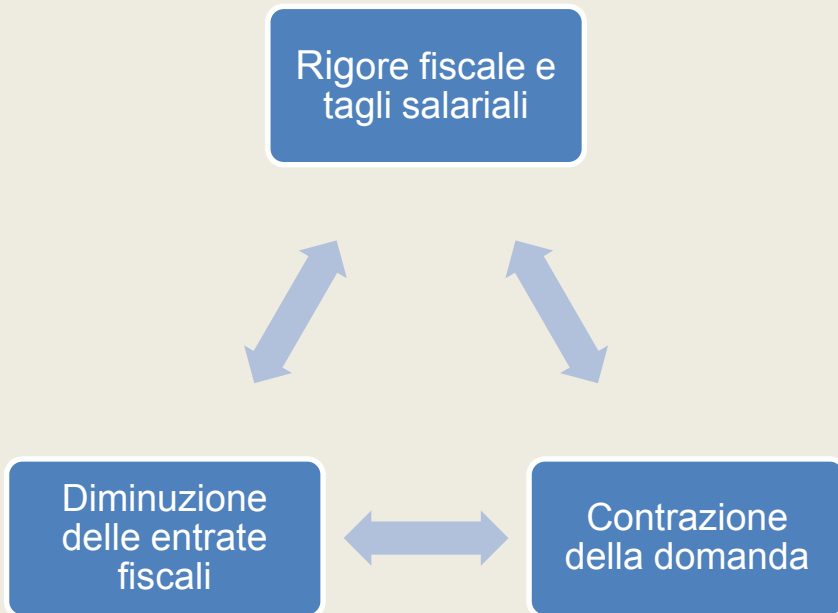 Rigore fiscale e
tagli salariali
Diminuzione
delle entrate
fiscali
Contrazione
della domanda